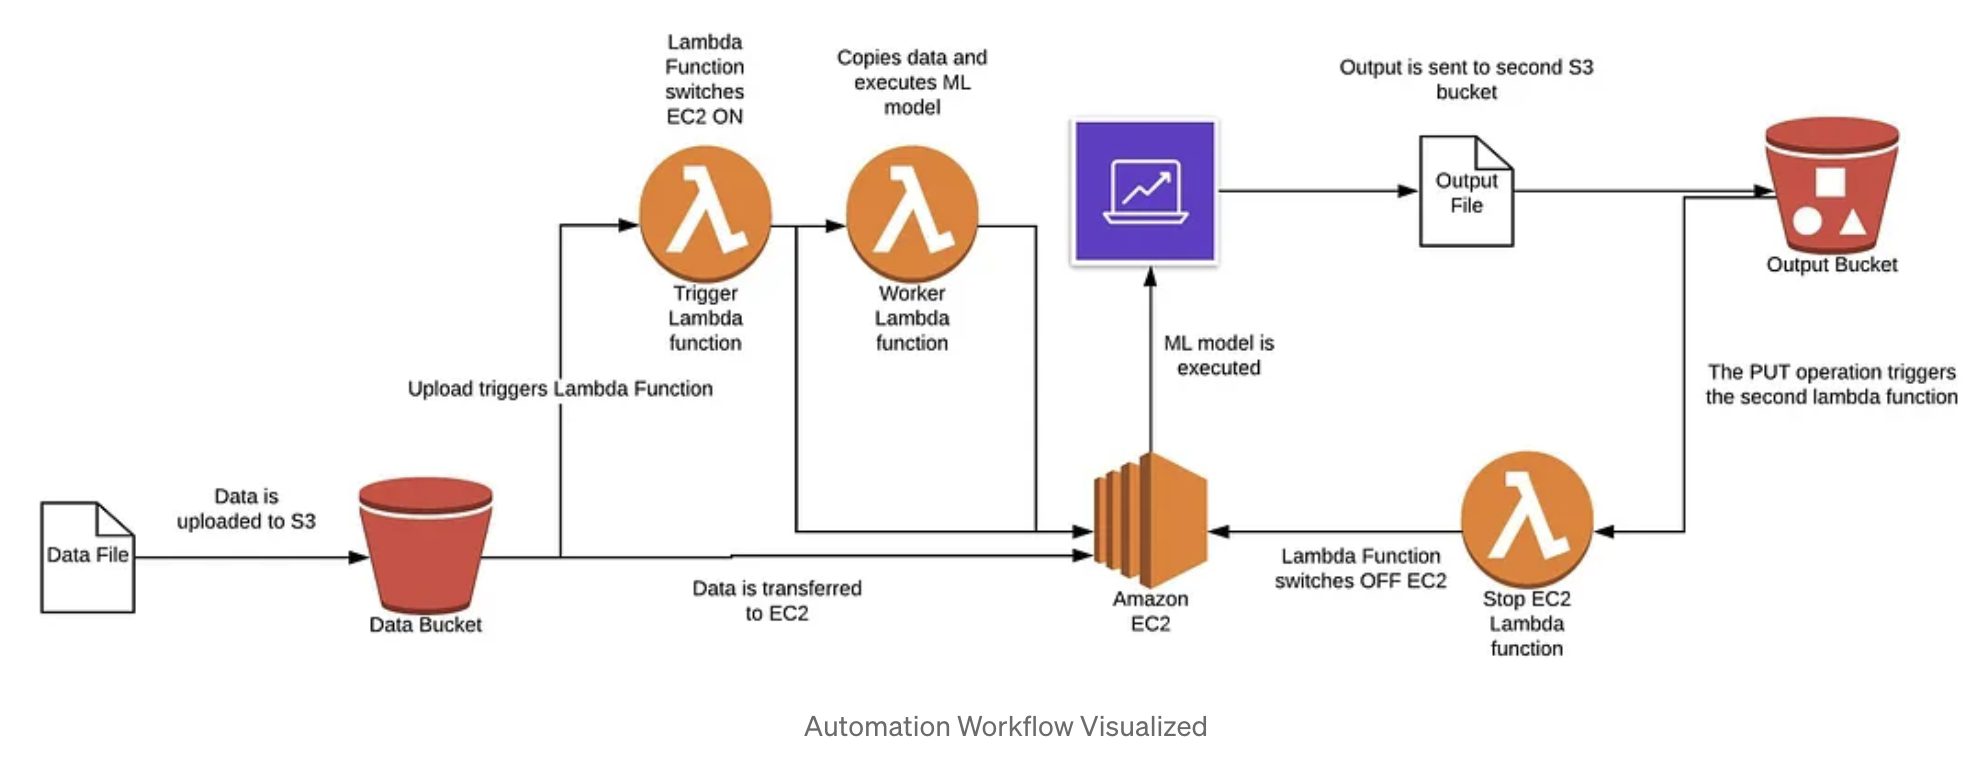 Lambda
Function
switches
EC2 ON
Copies data and
executes ML
model
Output is sent to second S3
bucket
Output
File
Output Bucket
Trigger
Lambda
function
Worker
Lambda
function
ML model is
executed
Upload triggers Lambda Function
The PUT operation triggers
the second lambda function
Data is
uploaded to S3
Data File
Data Bucket
Data is transferred
to EC2
Amazon
EC2
Lambda Function
switches OFF EC2
Stop EC2
Lambda
function
Automation Workflow Visualized